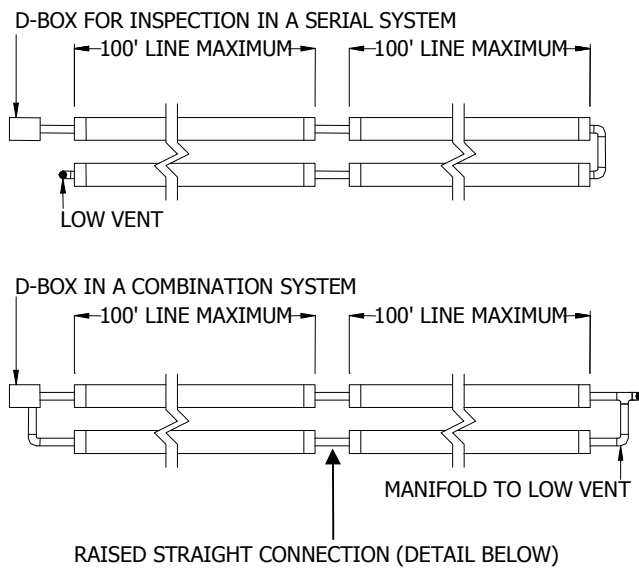 D-BOX FOR INSPECTION IN A SERIAL SYSTEM
100' LINE MAXIMUM
100' LINE MAXIMUM
LOW VENT
D-BOX IN A COMBINATION SYSTEM
100' LINE MAXIMUM
100' LINE MAXIMUM
MANIFOLD TO LOW VENT
RAISED STRAIGHT CONNECTION (DETAIL BELOW)